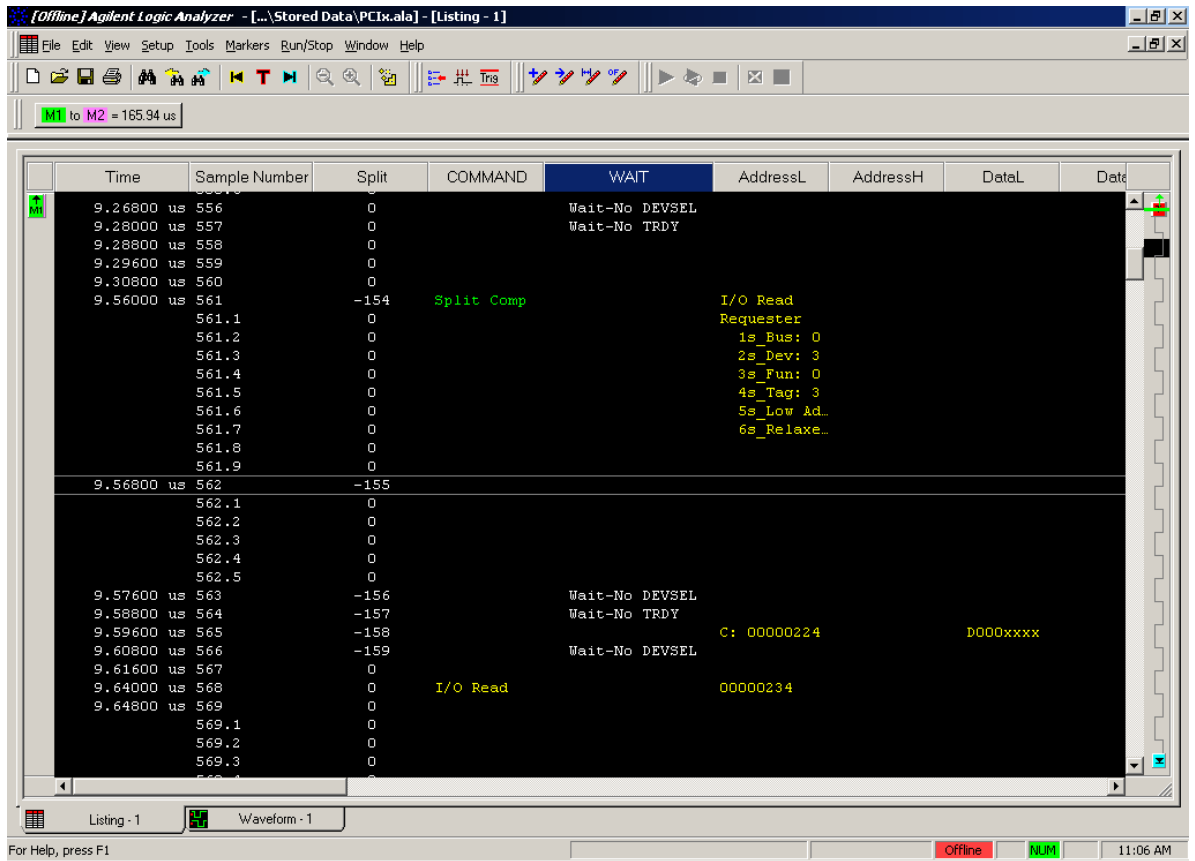 [Offline] Agilent Logic Analyzer - [...\Stored Data\PCIx.ala] - [Listing - 1]
File Edit View Setup Tools Markers Run/Stop Window Help
T Trig OF
M1 to M2 = 165.94 us
Time Sample Number Split COMMAND WAIT AddressL AddressH DataL Data
M1
9.26800 us 556 0 Wait-No DEVSEL
9.28000 us 557 0 Wait-No TRDY
9.28800 us 558 0
9.29600 us 559 0
9.30800 us 560 0
9.56000 us 561 -154 Split Comp I/O Read
561.1 0 Requester
561.2 0 1s_Bus: 0
561.3 0 2s_Dev: 3
561.4 0 3s_Fun: 0
561.5 0 4s_Tag: 3
561.6 0 5s_Low Ad...
561.7 0 6s_Relaxe...
561.8 0
561.9 0
9.56800 us 562 -155
562.1 0
562.2 0
562.3 0
562.4 0
562.5 0
9.57600 us 563 -156 Wait-No DEVSEL
9.58800 us 564 -157 Wait-No TRDY
9.59600 us 565 -158 C: 00000224 D000xxxx
9.60800 us 566 -159 Wait-No DEVSEL
9.61600 us 567 0
9.64000 us 568 0 I/O Read 00000234
9.64800 us 569 0
569.1 0
569.2 0
569.3 0
Listing - 1 Waveform - 1
For Help, press F1 Offline NUM 11:06 AM